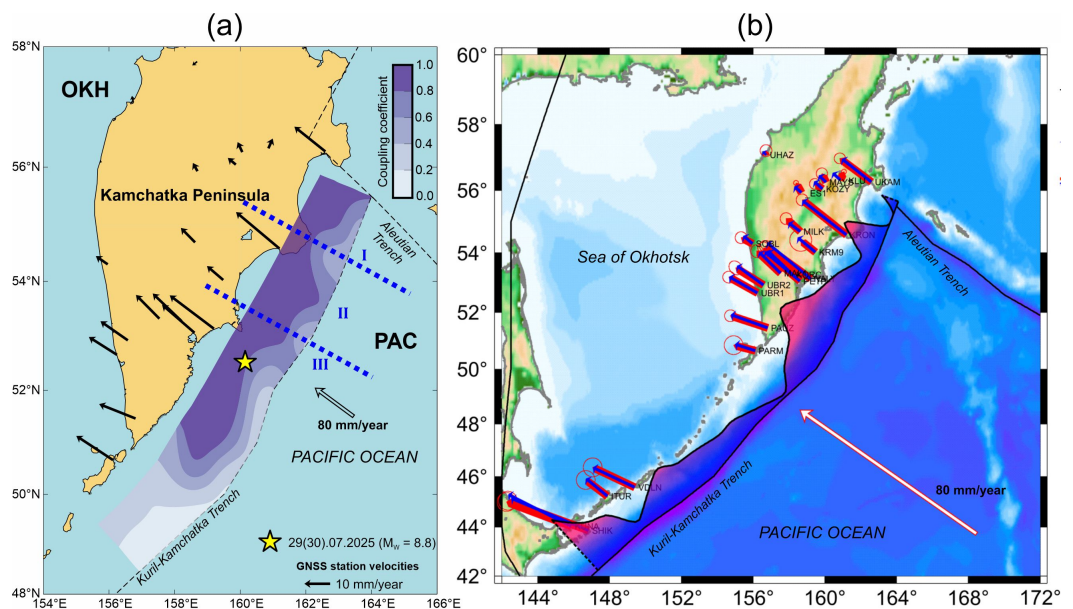 (a)
58°N
56°N
54°N
52°N
50°N
48°N
154°E
156°E
158°E
160°E
162°E
164°E
166°E
OKH
Kamchatka Peninsula
Coupling coefficient
1.0
0.8
0.6
0.4
0.2
0.0
Aleutian
Trench
I
II
III
PAC
80 mm/year
PACIFIC OCEAN
Kuril-Kamchatka Trench
29(30).07.2025 (Mw = 8.8)
GNSS station velocities
10 mm/year
(b)
60°
58°
56°
54°
52°
50°
48°
46°
44°
42°
144°
148°
152°
156°
160°
164°
168°
172°
UHAZ
KLU
UKAM
KOZY
ES1
KRON
MILK
KRM9
SOBL
PETP
UBR2
UBR1
PAUZ
PARM
VDLN
ITUR
SHIK
Sea of Okhotsk
Aleutian Trench
Kuril-Kamchatka Trench
80 mm/year
PACIFIC OCEAN